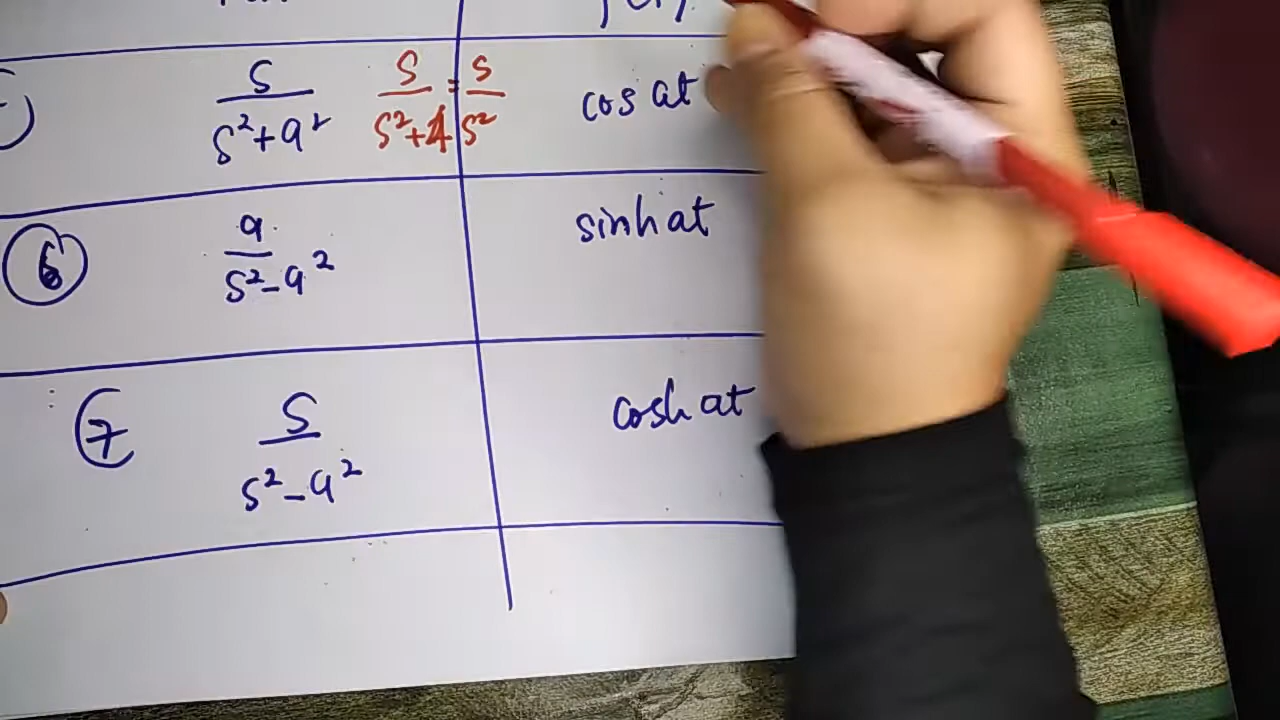 s/(s²+a²) s/(s²+4) = s/s² cos at
6 a/(s²-a²) sinh at
7 s/(s²-a²) cosh at